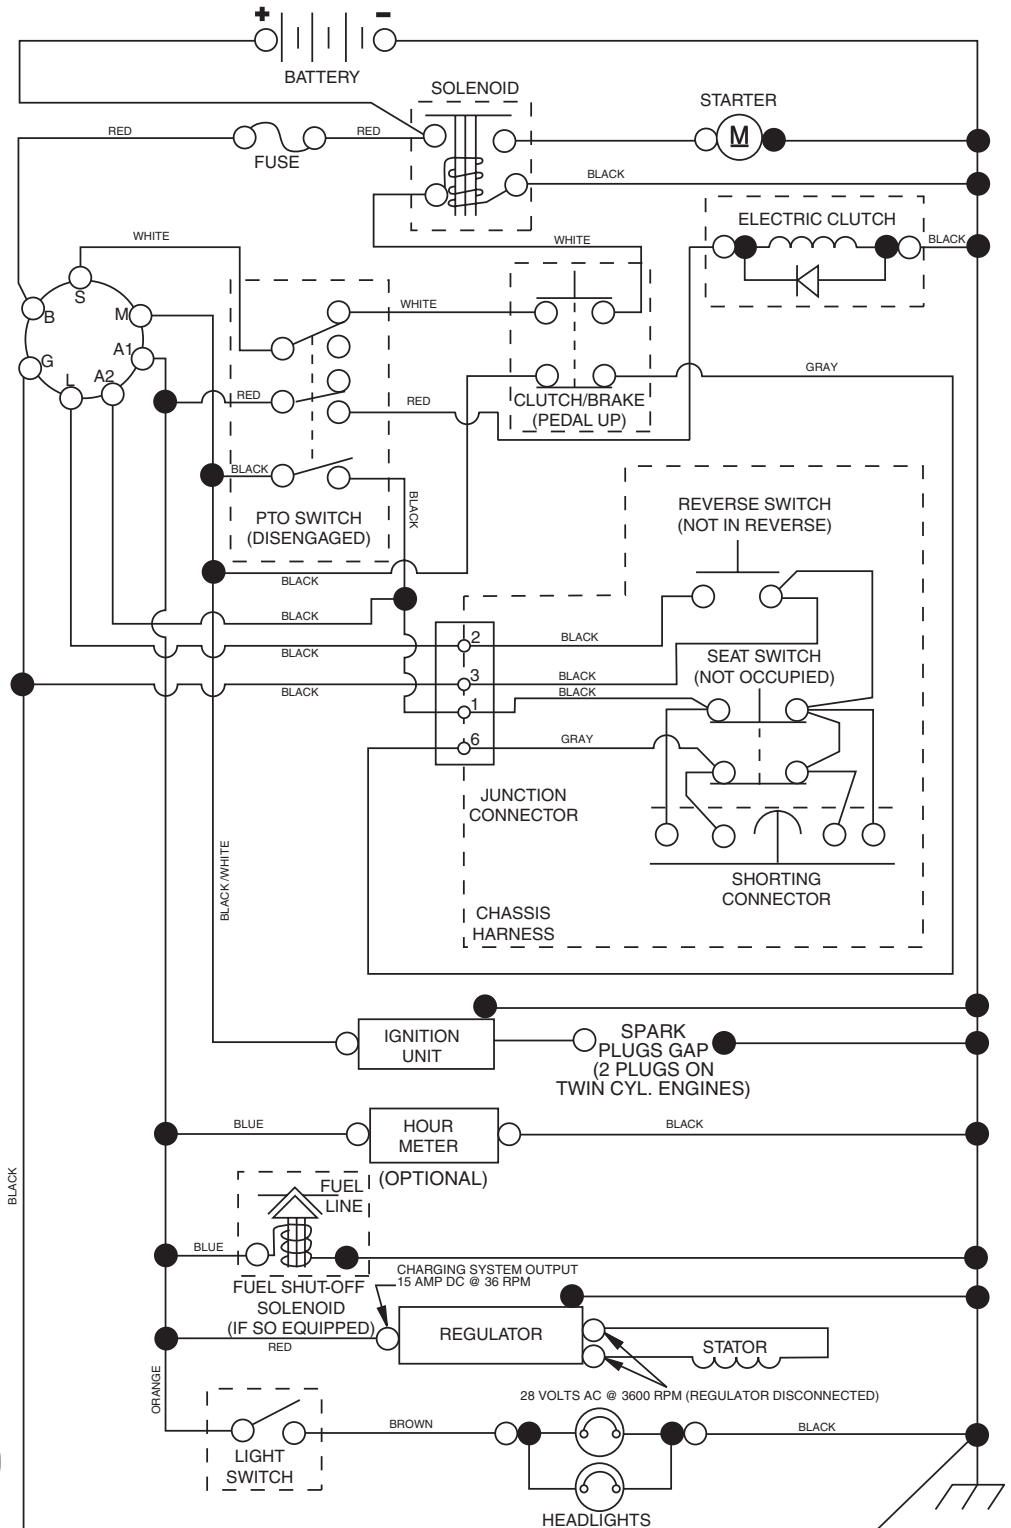 + −
BATTERY
SOLENOID
STARTER
RED
RED
FUSE
M
BLACK
ELECTRIC CLUTCH
BLACK
WHITE
WHITE
S
B
M
WHITE
A1
G
A2
L
RED
RED
GRAY
CLUTCH/BRAKE
(PEDAL UP)
BLACK
BLACK
PTO SWITCH
(DISENGAGED)
REVERSE SWITCH
(NOT IN REVERSE)
BLACK
BLACK
2
BLACK
BLACK
SEAT SWITCH
(NOT OCCUPIED)
3
BLACK
BLACK
BLACK
1
6
GRAY
JUNCTION
CONNECTOR
SHORTING
CONNECTOR
BLACK/WHITE
CHASSIS
HARNESS
IGNITION
UNIT
SPARK
PLUGS GAP
(2 PLUGS ON
TWIN CYL. ENGINES)
BLUE
HOUR
METER
BLACK
(OPTIONAL)
BLACK
FUEL
LINE
BLUE
FUEL SHUT-OFF
SOLENOID
(IF SO EQUIPPED)
CHARGING SYSTEM OUTPUT
15 AMP DC @ 36 RPM
REGULATOR
RED
STATOR
28 VOLTS AC @ 3600 RPM (REGULATOR DISCONNECTED)
ORANGE
BROWN
BLACK
LIGHT
SWITCH
HEADLIGHTS